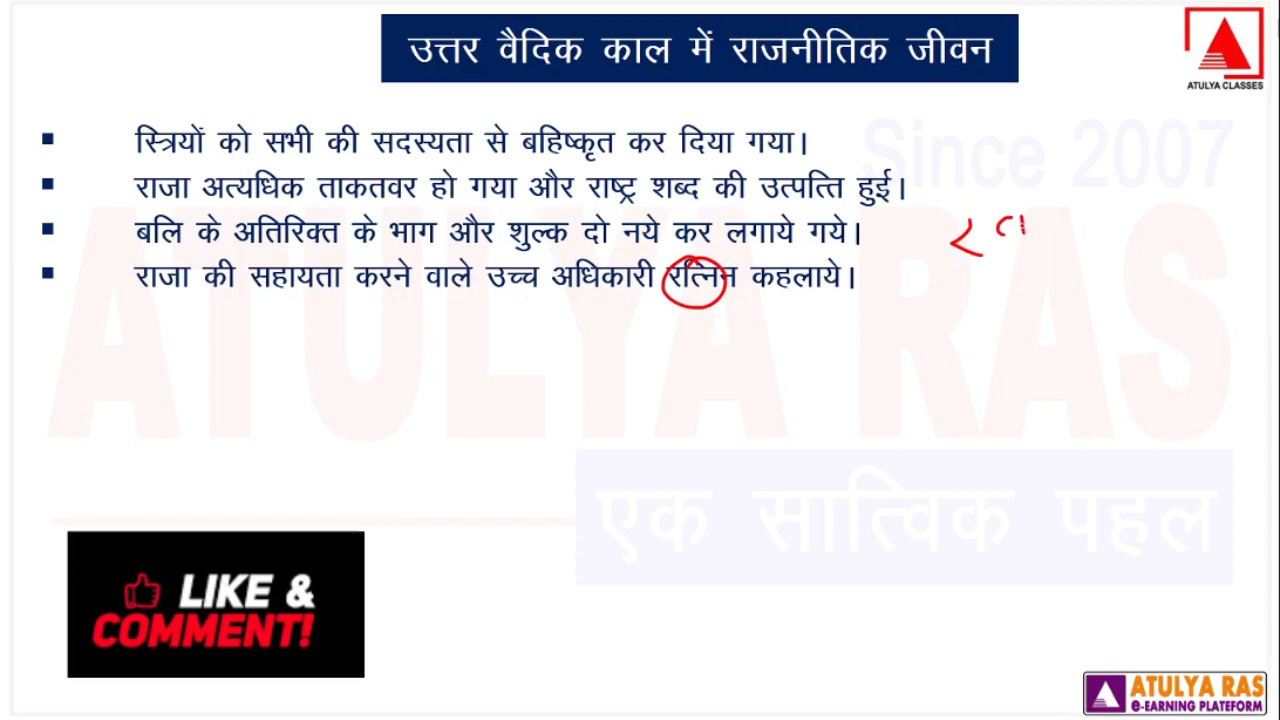 उत्तर वैदिक काल में राजनीतिक जीवन
ATULYA CLASSES
Since 2007
▪ स्त्रियों को सभी की सदस्यता से बहिष्कृत कर दिया गया।
▪ राजा अत्यधिक ताकतवर हो गया और राष्ट्र शब्द की उत्पत्ति हुई।
▪ बलि के अतिरिक्त के भाग और शुल्क दो नये कर लगाये गये।
▪ राजा की सहायता करने वाले उच्च अधिकारी रत्निन कहलाये।
ATULYA RAS
एक सात्विक पहल
LIKE &
COMMENT!
ATULYA RAS
e-EARNING PLATEFORM